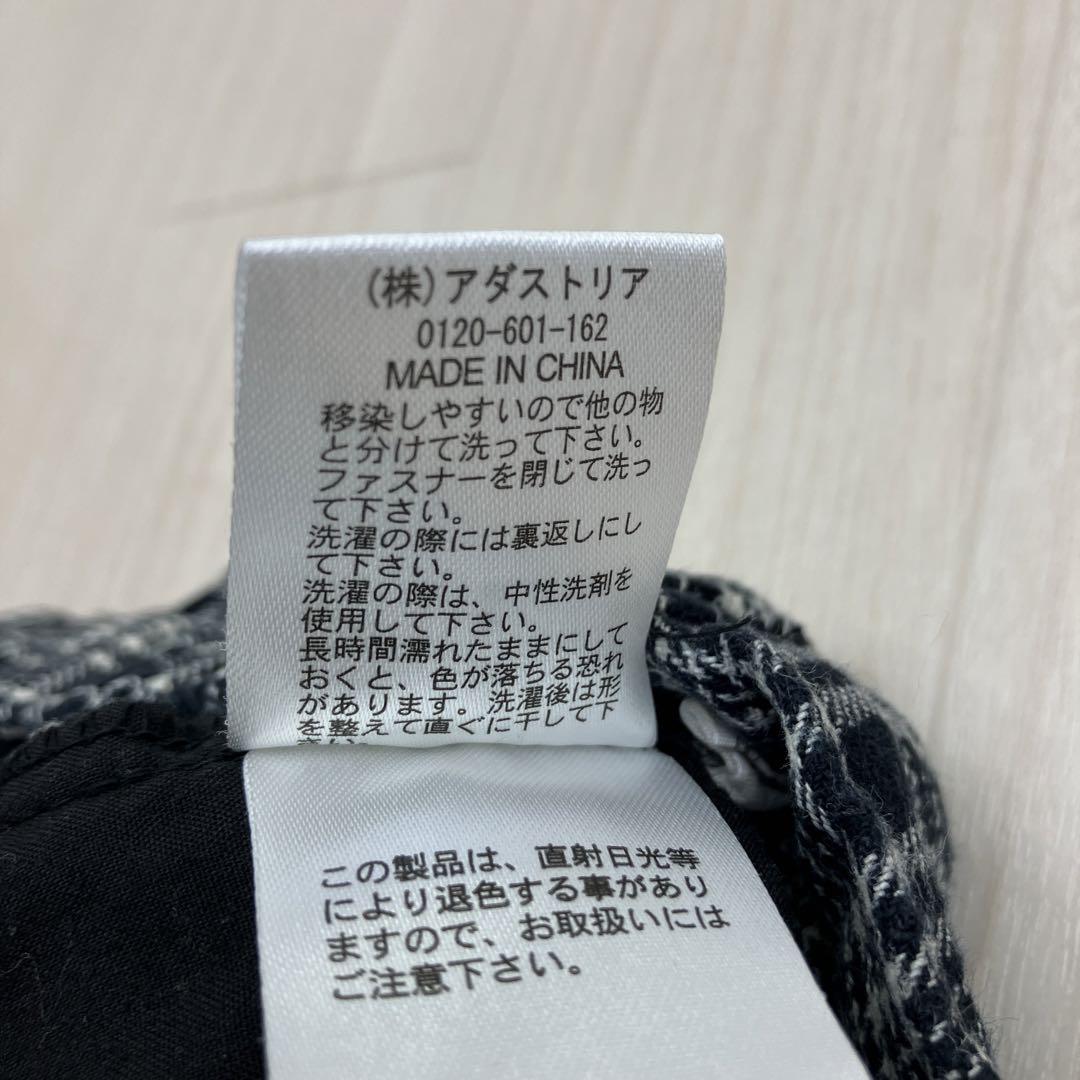 (株)アダストリア
0120-601-162
MADE IN CHINA
移染しやすいので他の物
と分けて洗って下さい。
ファスナーを閉じて洗っ
て下さい。
洗濯の際には裏返しにし
て下さい。
洗濯の際は、中性洗剤を
使用して下さい。
長時間濡れたままにして
おくと、色が落ちる恐れ
があります。洗濯後は形
を整えて直ぐに干して下
さい。
この製品は、直射日光等
により退色する事があり
ますので、お取扱いには
ご注意下さい。